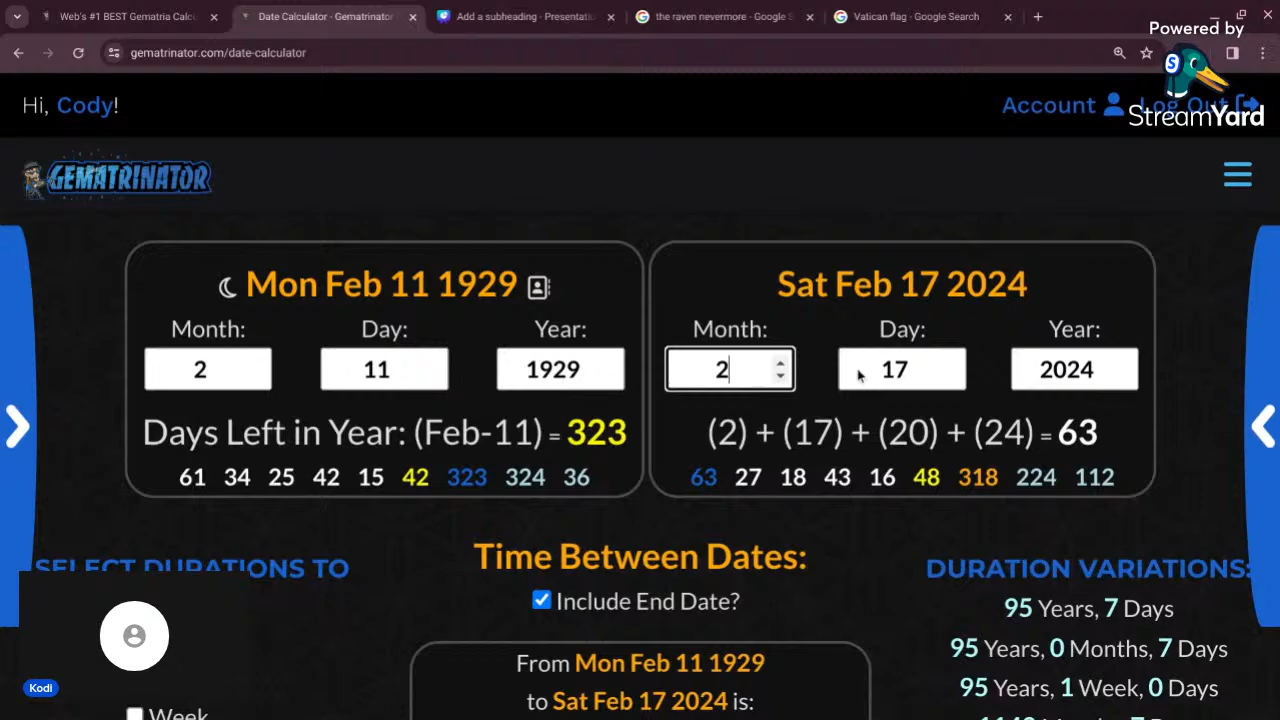 Web's #1 BEST Gematria Calcu
Date Calculator - Gematrinator
Add a subheading - Presentatio
the raven nevermore - Google S
Vatican flag - Google Search
Powered by
gematrinator.com/date-calculator
StreamYard
Hi, Cody!
Account
Log Out
GEMATRINATOR
Mon Feb 11 1929
Month: Day: Year:
2 11 1929
Days Left in Year: (Feb-11) = 323
61 34 25 42 15 42 323 324 36
Sat Feb 17 2024
Month: Day: Year:
2 17 2024
(2) + (17) + (20) + (24) = 63
63 27 18 43 16 48 318 224 112
SELECT DURATIONS TO
Week
Kodi
Time Between Dates:
Include End Date?
From Mon Feb 11 1929
to Sat Feb 17 2024 is:
DURATION VARIATIONS:
95 Years, 7 Days
95 Years, 0 Months, 7 Days
95 Years, 1 Week, 0 Days